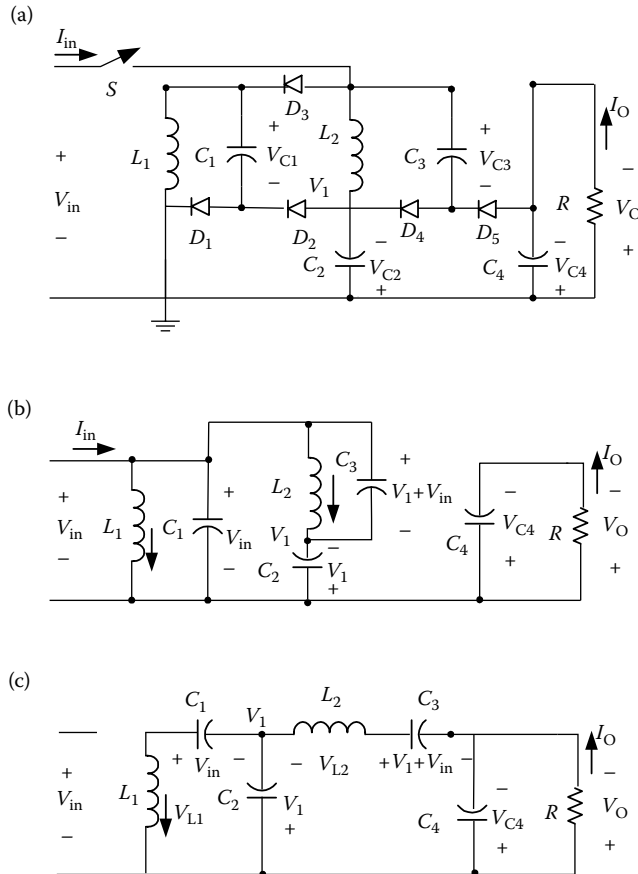 (a)
I_in
S
D_3
L_1
C_1
+
V_C1
−
L_2
C_3
+
V_C3
−
I_O
+
V_in
−
V_1
R
−
V_O
+
D_1
D_2
D_4
D_5
C_2
−
V_C2
+
C_4
−
V_C4
+
(b)
I_in
+
V_in
−
L_1
C_1
+
V_in
−
L_2
C_3
+
V_1+V_in
−
V_1
C_2
−
V_1
+
C_4
−
V_C4
+
R
I_O
−
V_O
+
(c)
C_1
V_1
L_2
C_3
I_O
+ V_in −
− V_L2
+V_1+V_in −
+
V_in
−
L_1
V_L1
C_2
V_1
+
C_4
−
V_C4
+
R
−
V_O
+